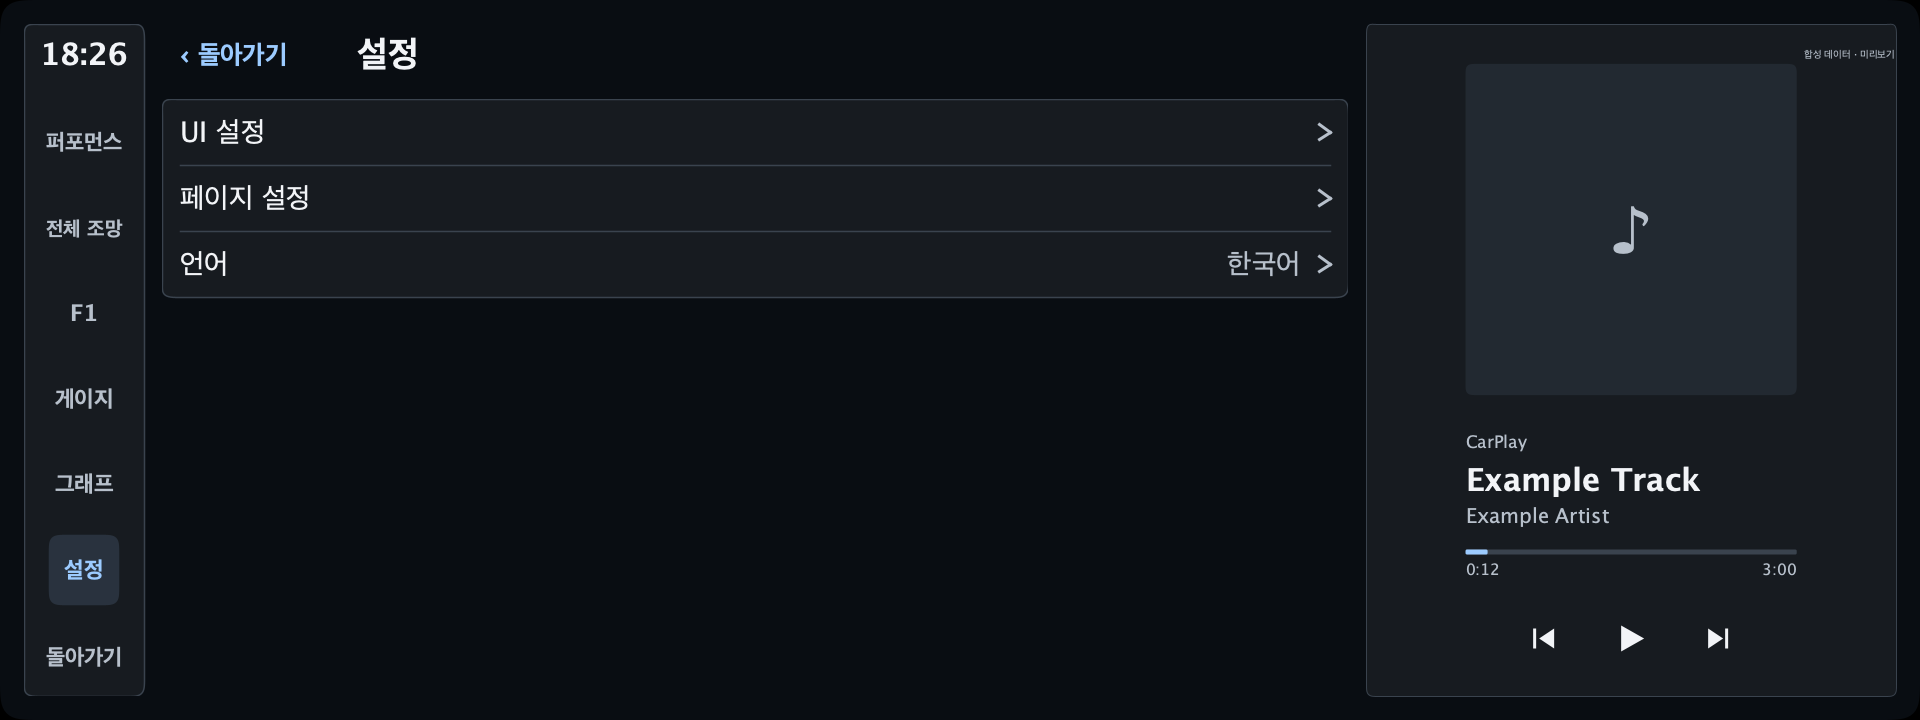 18:26
퍼포먼스
전체 조망
F1
게이지
그래프
설정
돌아가기
‹ 돌아가기
설정
UI 설정
페이지 설정
언어
한국어
합성 데이터 · 미리보기
CarPlay
Example Track
Example Artist
0:12
3:00